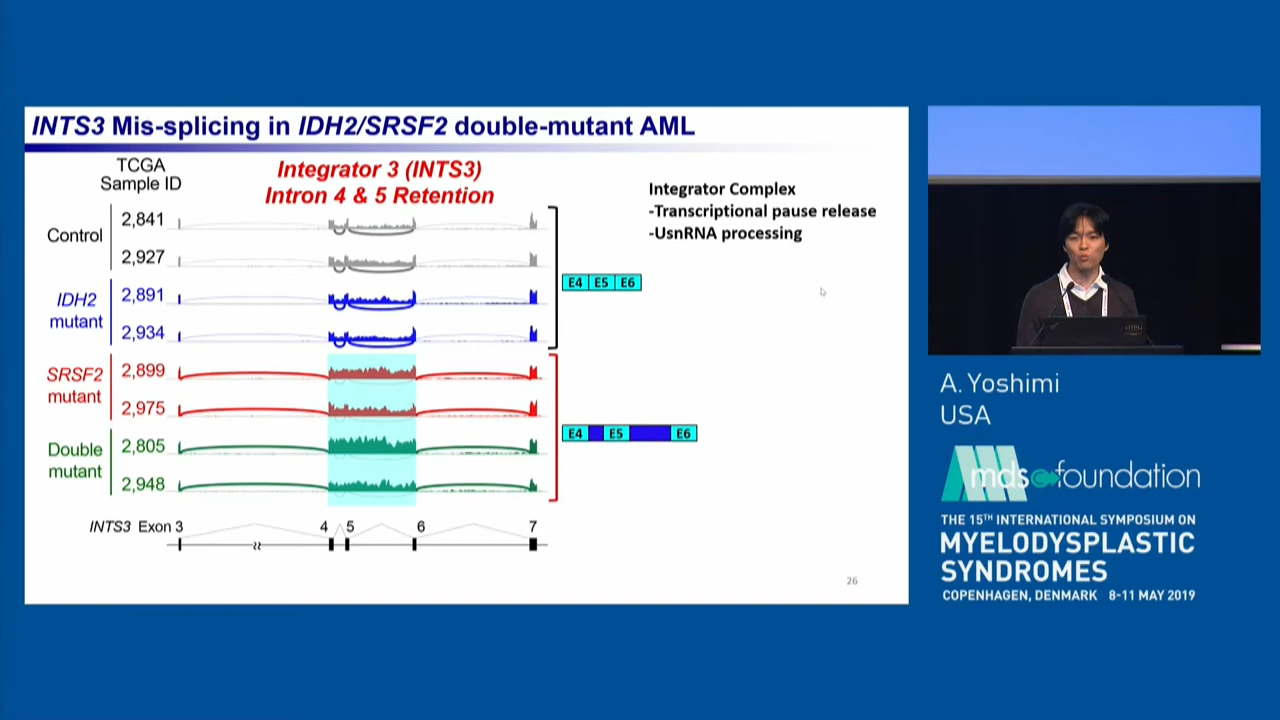 INTS3 Mis-splicing in IDH2/SRSF2 double-mutant AML
TCGA
Sample ID
Integrator 3 (INTS3)
Intron 4 & 5 Retention
Control
2,841
2,927
IDH2
mutant
2,891
2,934
SRSF2
mutant
2,899
2,975
Double
mutant
2,805
2,948
INTS3 Exon 3
4
5
6
7
E4 E5 E6
E4 E5 E6
Integrator Complex
-Transcriptional pause release
-UsnRNA processing
26
A. Yoshimi
USA
mds foundation
THE 15TH INTERNATIONAL SYMPOSIUM ON
MYELODYSPLASTIC
SYNDROMES
COPENHAGEN, DENMARK 8-11 MAY 2019